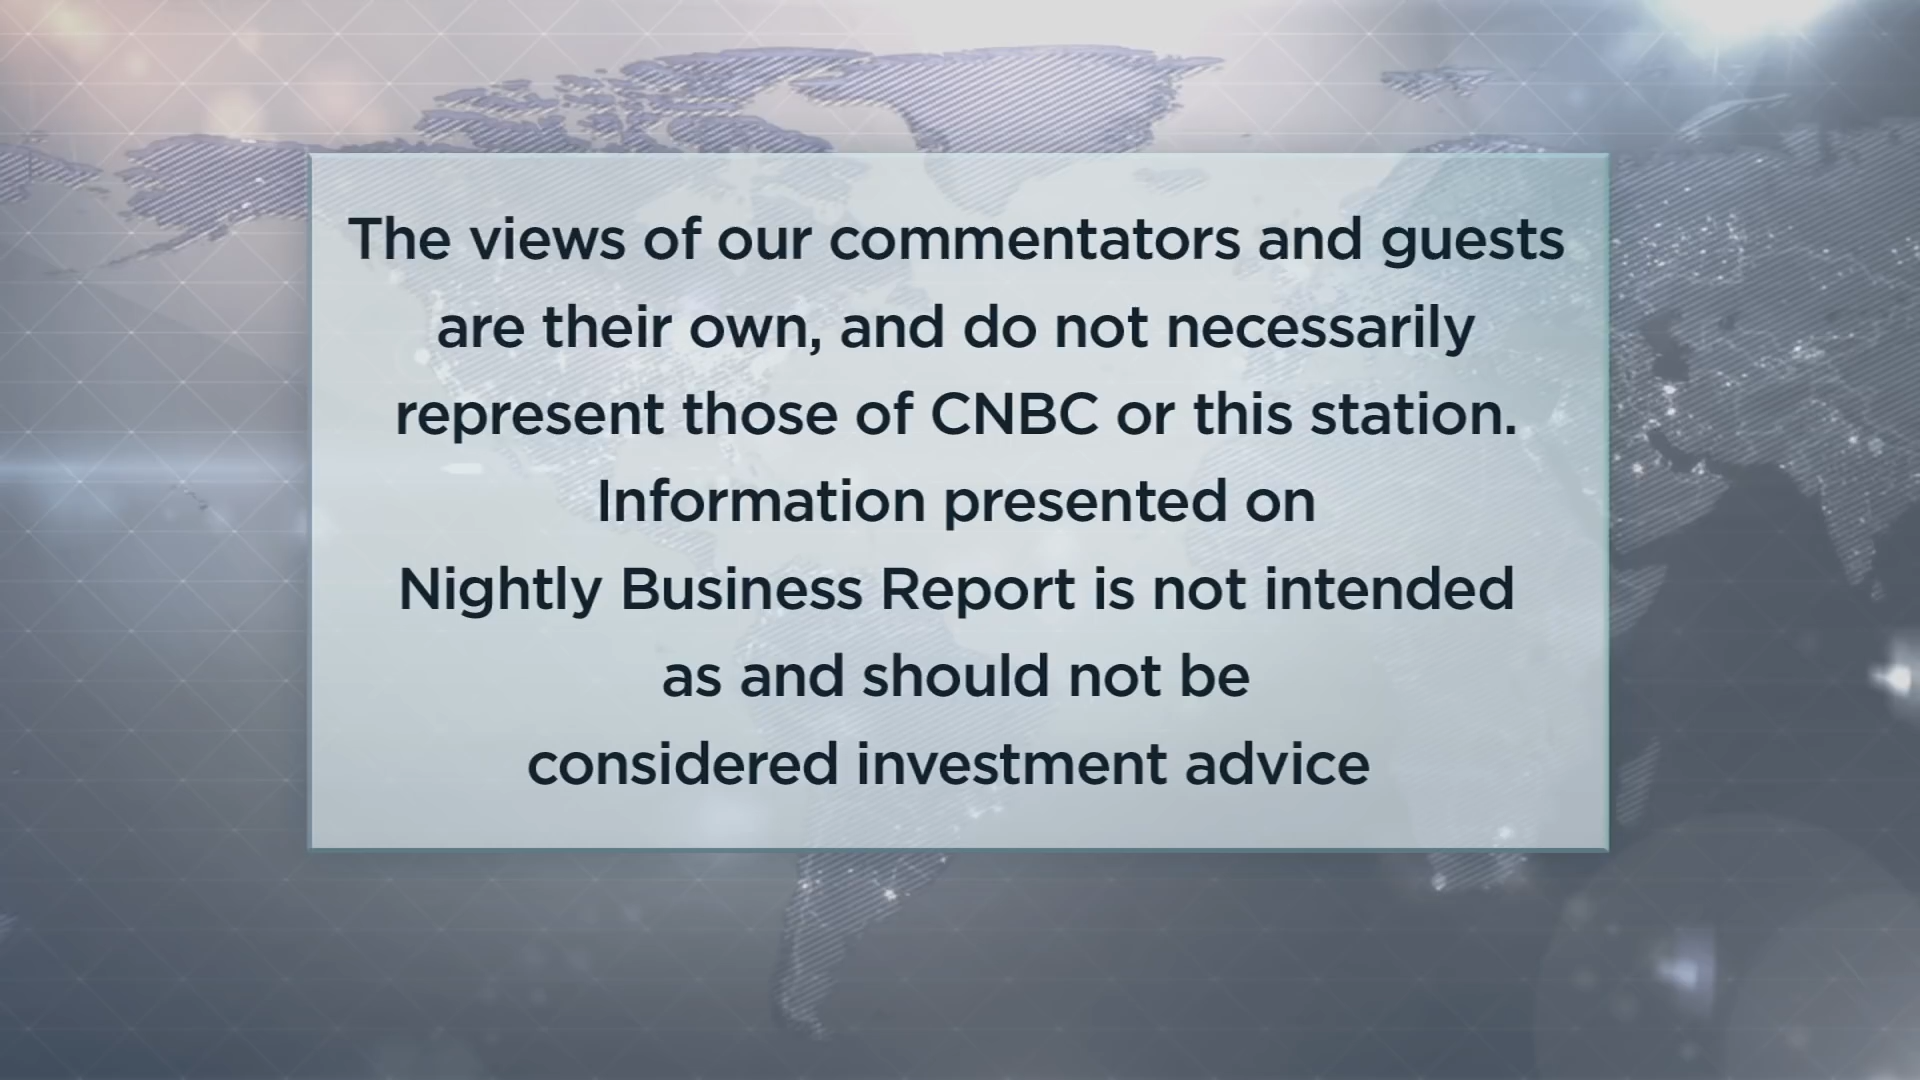 The views of our commentators and guests
are their own, and do not necessarily
represent those of CNBC or this station.
Information presented on
Nightly Business Report is not intended
as and should not be
considered investment advice